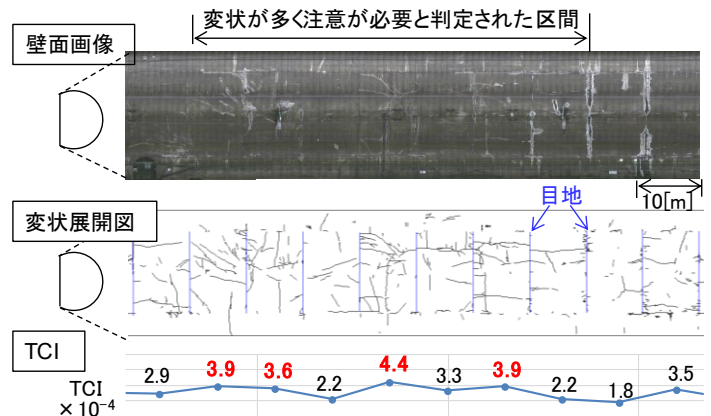 変状が多く注意が必要と判定された区間
壁面画像
10[m]
目地
変状展開図
TCI
TCI
×10⁻⁴
2.9
3.9
3.6
2.2
4.4
3.3
3.9
2.2
1.8
3.5